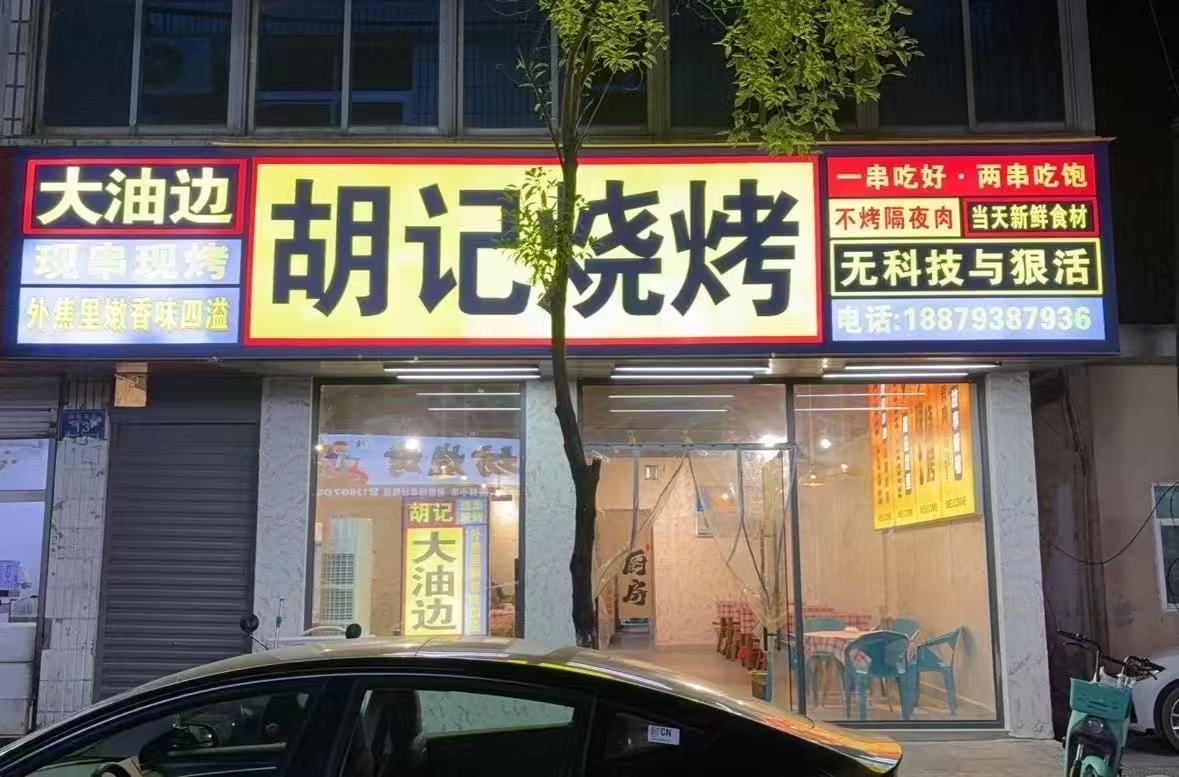 大油边
现串现烤
外焦里嫩香味四溢
胡记烧烤
一串吃好·两串吃饱
不烤隔夜肉
当天新鲜食材
无科技与狠活
电话:18879387936
胡记
大油边
厨房
WELCOME